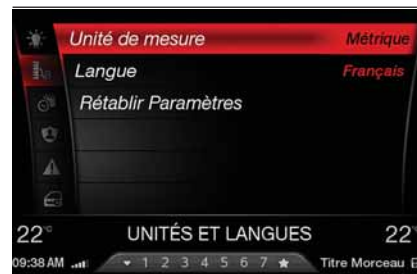 Unité de mesure Métrique
Langue Français
Rétablir Paramètres
22° UNITÉS ET LANGUES 22°
09:38 AM 1 2 3 4 5 6 7 Titre Morceau